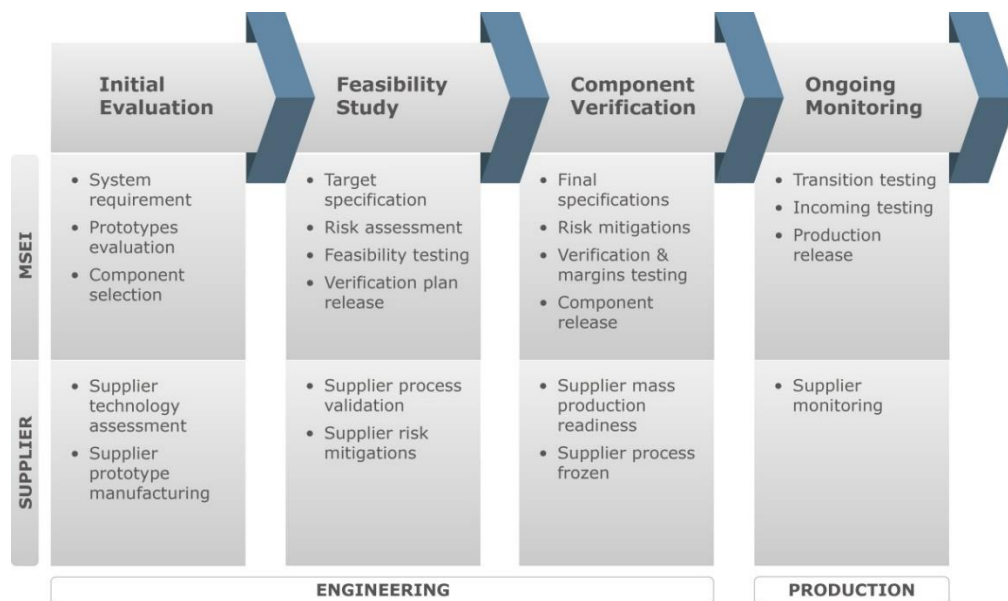 Initial
Evaluation
Feasibility
Study
Component
Verification
Ongoing
Monitoring
MSEI
• System
requirement
• Prototypes
evaluation
• Component
selection
• Target
specification
• Risk assessment
• Feasibility testing
• Verification plan
release
• Final
specifications
• Risk mitigations
• Verification &
margins testing
• Component
release
• Transition testing
• Incoming testing
• Production
release
SUPPLIER
• Supplier
technology
assessment
• Supplier
prototype
manufacturing
• Supplier process
validation
• Supplier risk
mitigations
• Supplier mass
production
readiness
• Supplier process
frozen
• Supplier
monitoring
ENGINEERING
PRODUCTION